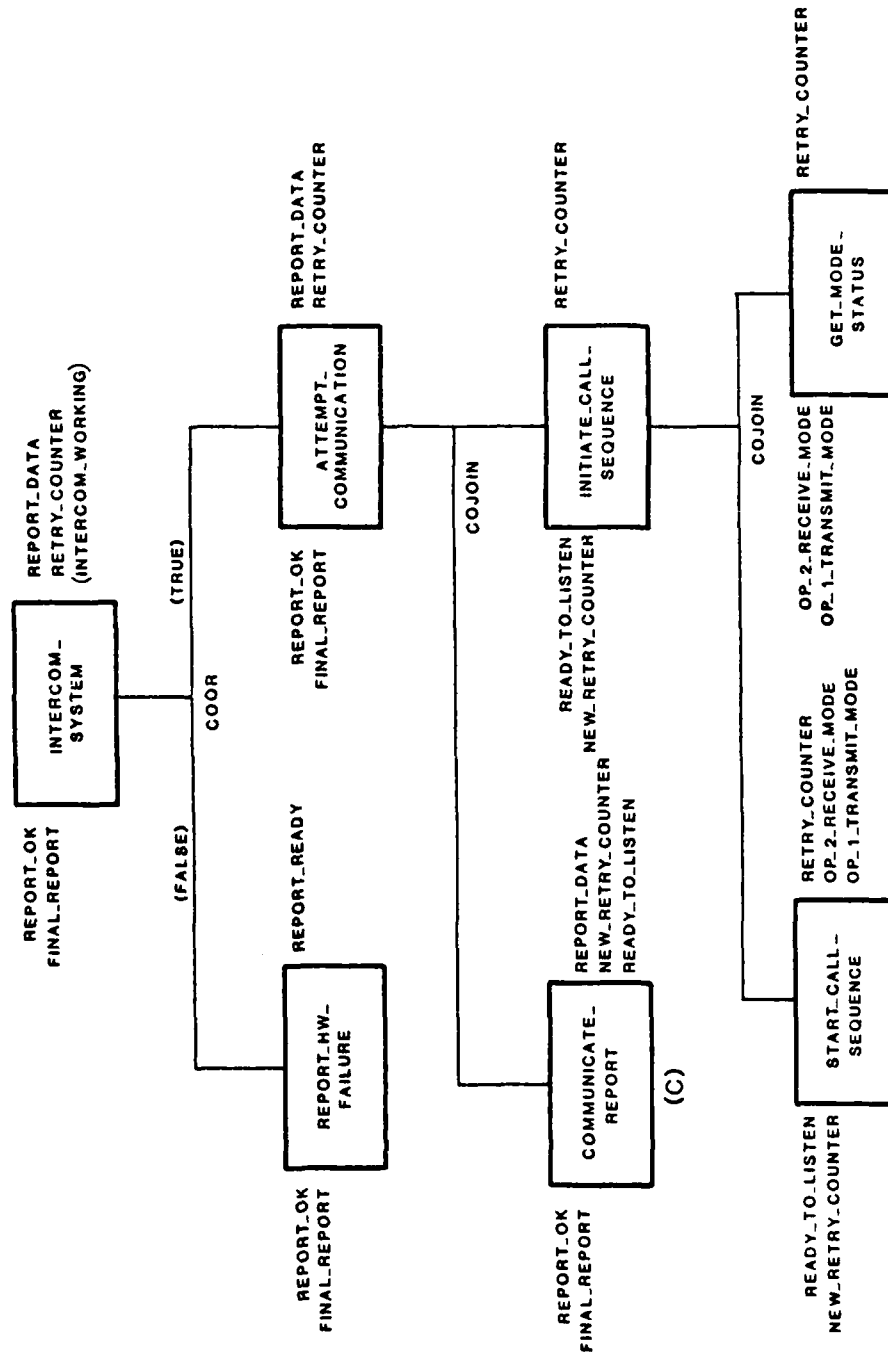 REPORT_OK
FINAL_REPORT
INTERCOM_
SYSTEM
REPORT_DATA
RETRY_COUNTER
(INTERCOM_WORKING)
(FALSE)
COOR
(TRUE)
REPORT_OK
FINAL_REPORT
REPORT_HW_
FAILURE
REPORT_READY
REPORT_OK
FINAL_REPORT
ATTEMPT_
COMMUNICATION
REPORT_DATA
RETRY_COUNTER
COJOIN
REPORT_OK
FINAL_REPORT
COMMUNICATE_
REPORT
(C)
REPORT_DATA
NEW_RETRY_COUNTER
READY_TO_LISTEN
READY_TO_LISTEN
NEW_RETRY_COUNTER
INITIATE_CALL_
SEQUENCE
RETRY_COUNTER
COJOIN
READY_TO_LISTEN
NEW_RETRY_COUNTER
START_CALL_
SEQUENCE
RETRY_COUNTER
OP_2_RECEIVE_MODE
OP_1_TRANSMIT_MODE
OP_2_RECEIVE_MODE
OP_1_TRANSMIT_MODE
GET_MODE_
STATUS
RETRY_COUNTER